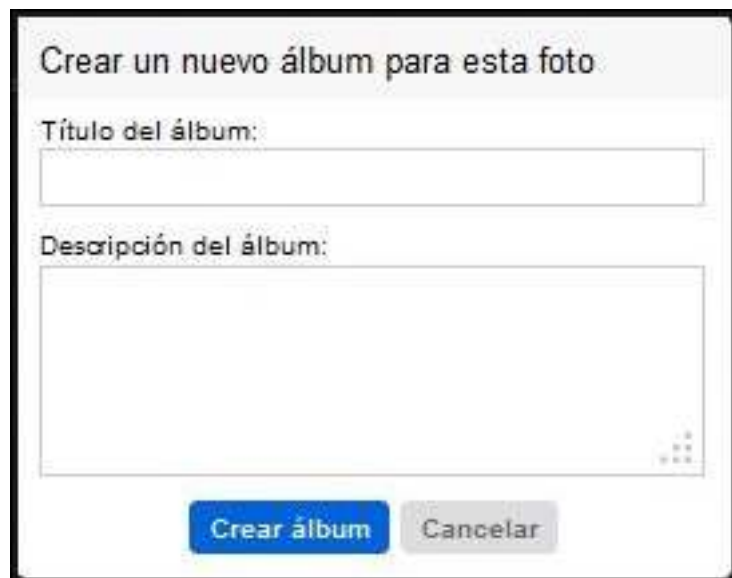 Crear un nuevo álbum para esta foto
Título del álbum:
Descripción del álbum:
Crear álbum
Cancelar